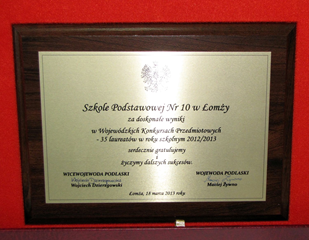 Szkole Podstawowej Nr 10 w Łomży
za doskonałe wyniki
w Wojewódzkich Konkursach Przedmiotowych
- 35 laureatów w roku szkolnym 2012/2013
serdecznie gratulujemy
i
życzymy dalszych sukcesów.
WICEWOJEWODA PODLASKI WOJEWODA PODLASKI
Wojciech Dzierzgowski Maciej Żywno
Łomża, 18 marca 2013 roku